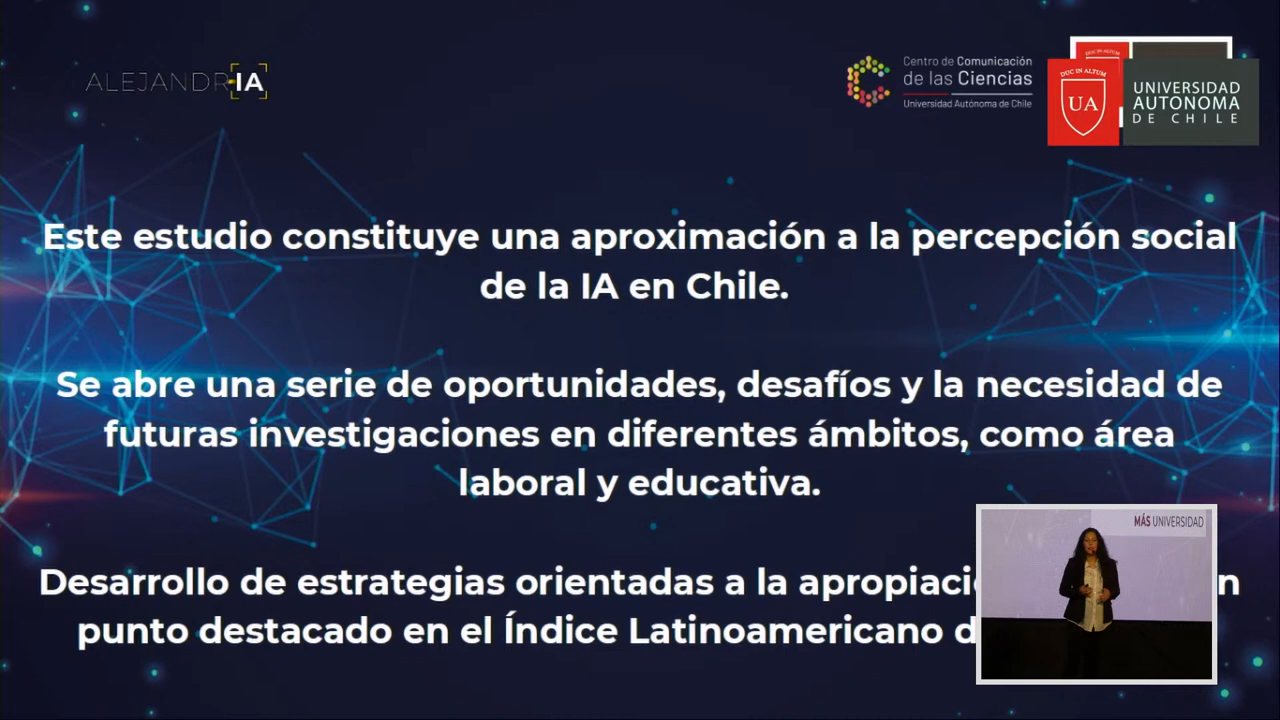 ALEJANDRIA
Centro de Comunicación
de las Ciencias
Universidad Autónoma de Chile
DUC IN ALTUM
DUC IN ALTUM
UA
UNIVERSIDAD
AUTONOMA
DE CHILE
Este estudio constituye una aproximación a la percepción social
de la IA en Chile.
Se abre una serie de oportunidades, desafíos y la necesidad de
futuras investigaciones en diferentes ámbitos, como área
laboral y educativa.
Desarrollo de estrategias orientadas a la
punto destacado en el Índice Latinoamericano
MÁS UNIVERSIDAD